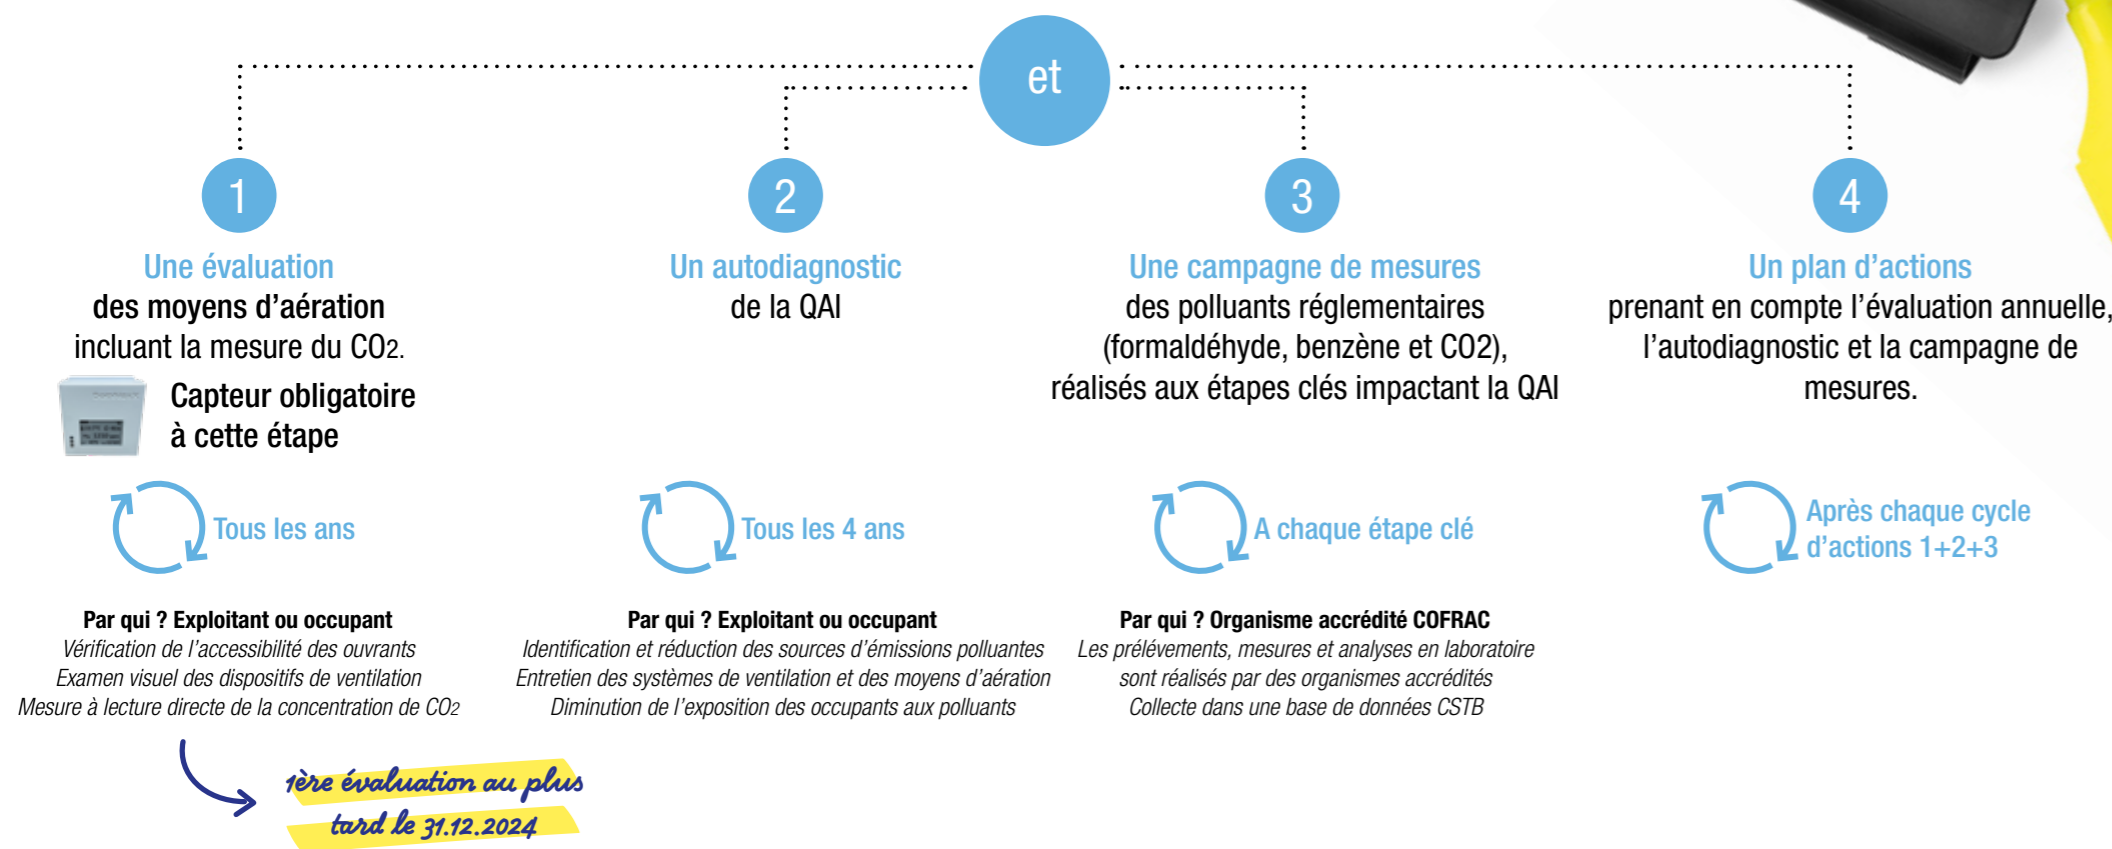 et
1
Une évaluation
des moyens d’aération
incluant la mesure du CO2.
Capteur obligatoire
à cette étape
Tous les ans
Par qui ? Exploitant ou occupant
Vérification de l’accessibilité des ouvrants
Examen visuel des dispositifs de ventilation
Mesure à lecture directe de la concentration de CO2
1ère évaluation au plus
tard le 31.12.2024
2
Un autodiagnostic
de la QAI
Tous les 4 ans
Par qui ? Exploitant ou occupant
Identification et réduction des sources d’émissions polluantes
Entretien des systèmes de ventilation et des moyens d’aération
Diminution de l’exposition des occupants aux polluants
3
Une campagne de mesures
des polluants réglementaires
(formaldéhyde, benzène et CO2),
réalisés aux étapes clés impactant la QAI
A chaque étape clé
Par qui ? Organisme accrédité COFRAC
Les prélévements, mesures et analyses en laboratoire
sont réalisés par des organismes accrédités
Collecte dans une base de données CSTB
4
Un plan d’actions
prenant en compte l’évaluation annuelle,
l’autodiagnostic et la campagne de
mesures.
Après chaque cycle
d’actions 1+2+3